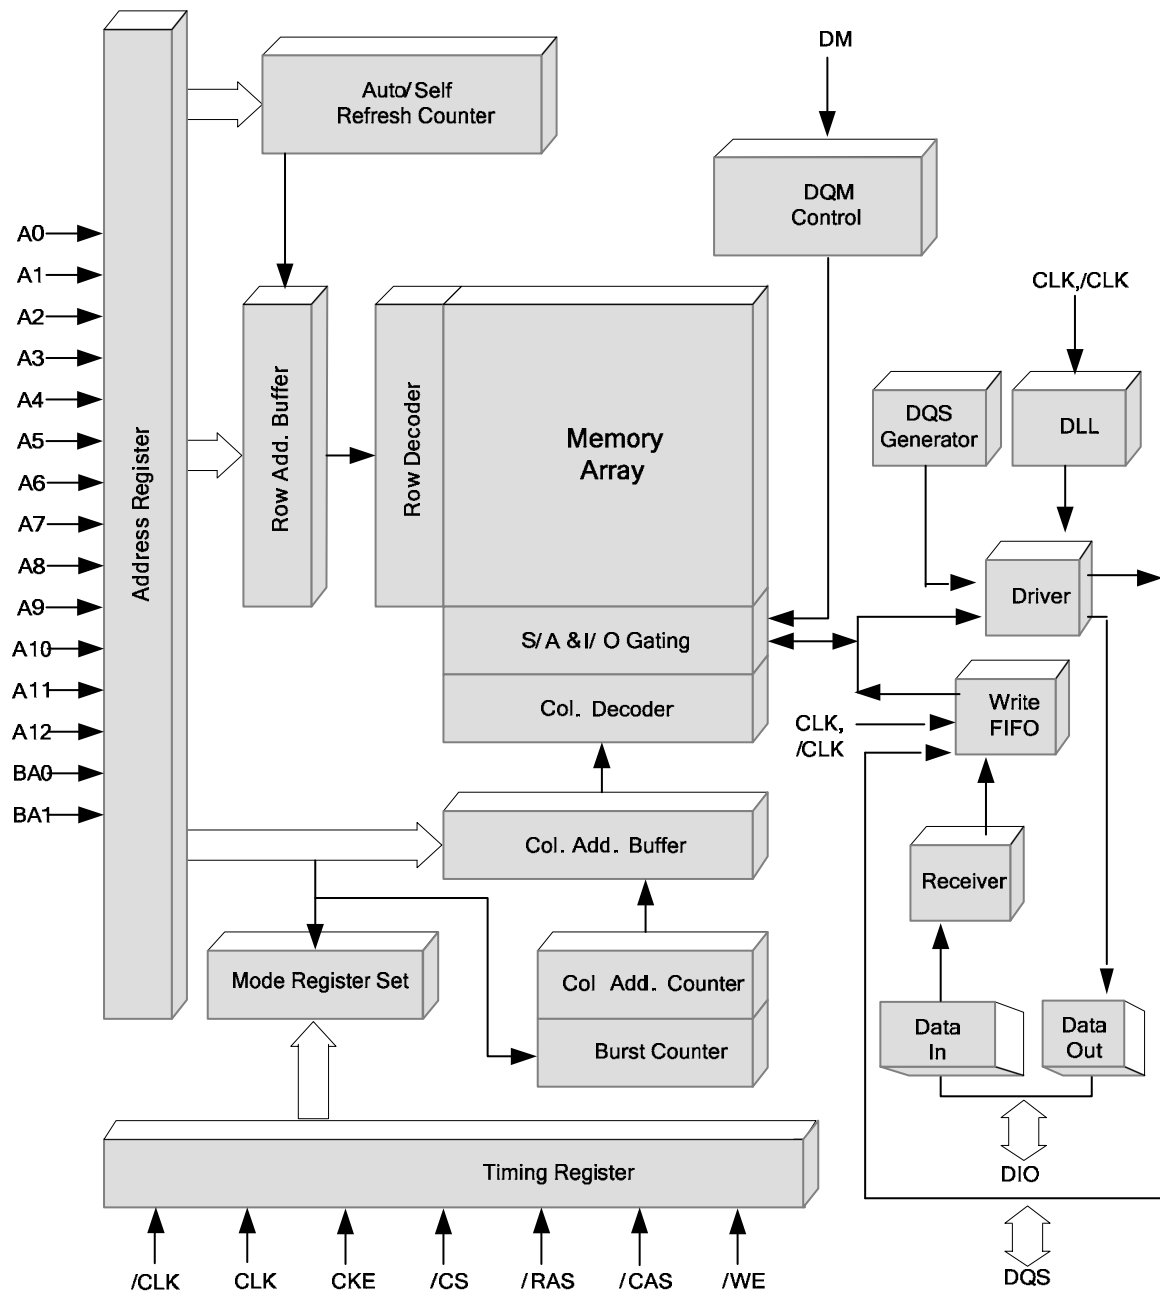 DM
Auto/Self
Refresh Counter
DQM
Control
A0
A1
A2
A3
A4
A5
A6
A7
A8
A9
A10
A11
A12
BA0
BA1
Address Register
Row Add. Buffer
Row Decoder
Memory
Array
S/A &I/O Gating
Col. Decoder
CLK,/CLK
DQS
Generator
DLL
Driver
Write
FIFO
CLK,
/CLK
Col. Add. Buffer
Receiver
Mode Register Set
Col Add. Counter
Burst Counter
Data
In
Data
Out
DIO
Timing Register
/CLK
CLK
CKE
/CS
/RAS
/CAS
/WE
DQS